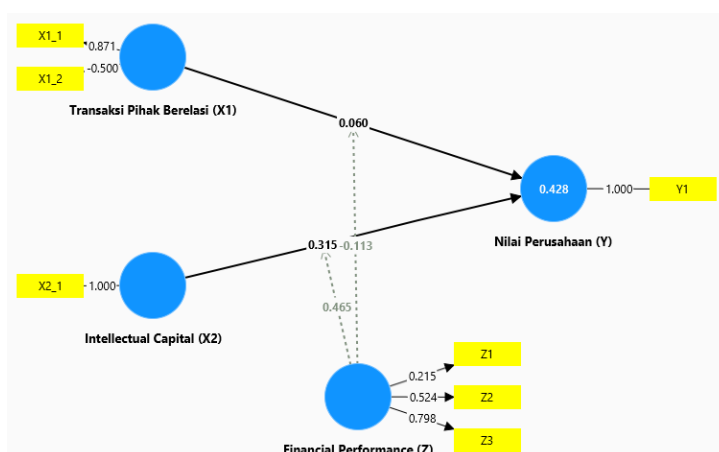 X1_1
0.871
-0.500
X1_2
Transaksi Pihak Berelasi (X1)
0.060
0.428
1.000
Y1
Nilai Perusahaan (Y)
0.315
-0.113
X2_1
1.000
0.465
Intellectual Capital (X2)
Z1
0.215
0.524
Z2
0.798
Z3
Financial Performance (Z)